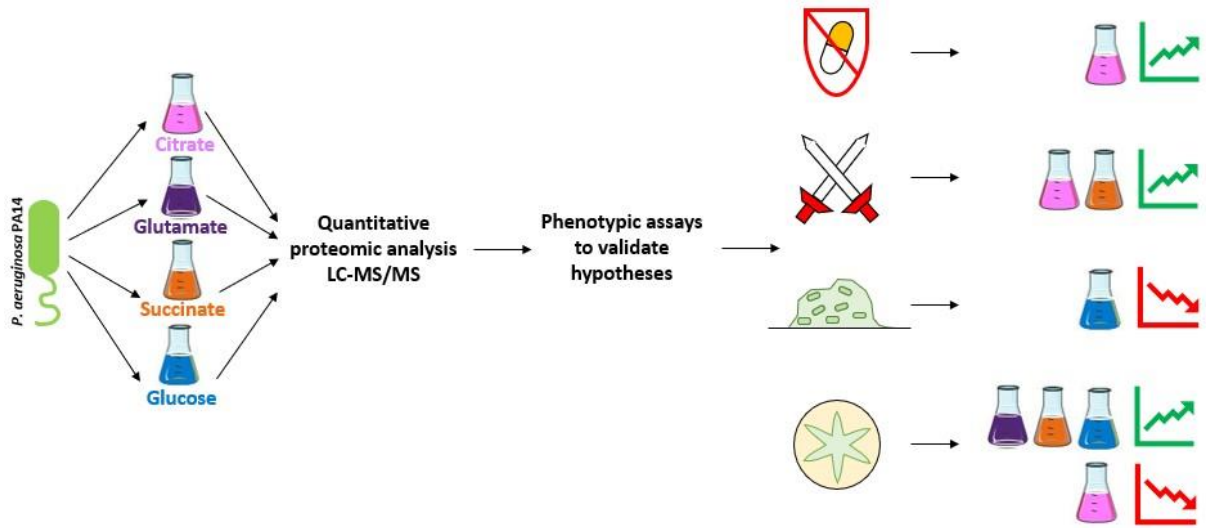 P. aeruginosa PA14
Citrate
Glutamate
Succinate
Glucose
Quantitative
proteomic analysis
LC-MS/MS
Phenotypic assays
to validate
hypotheses